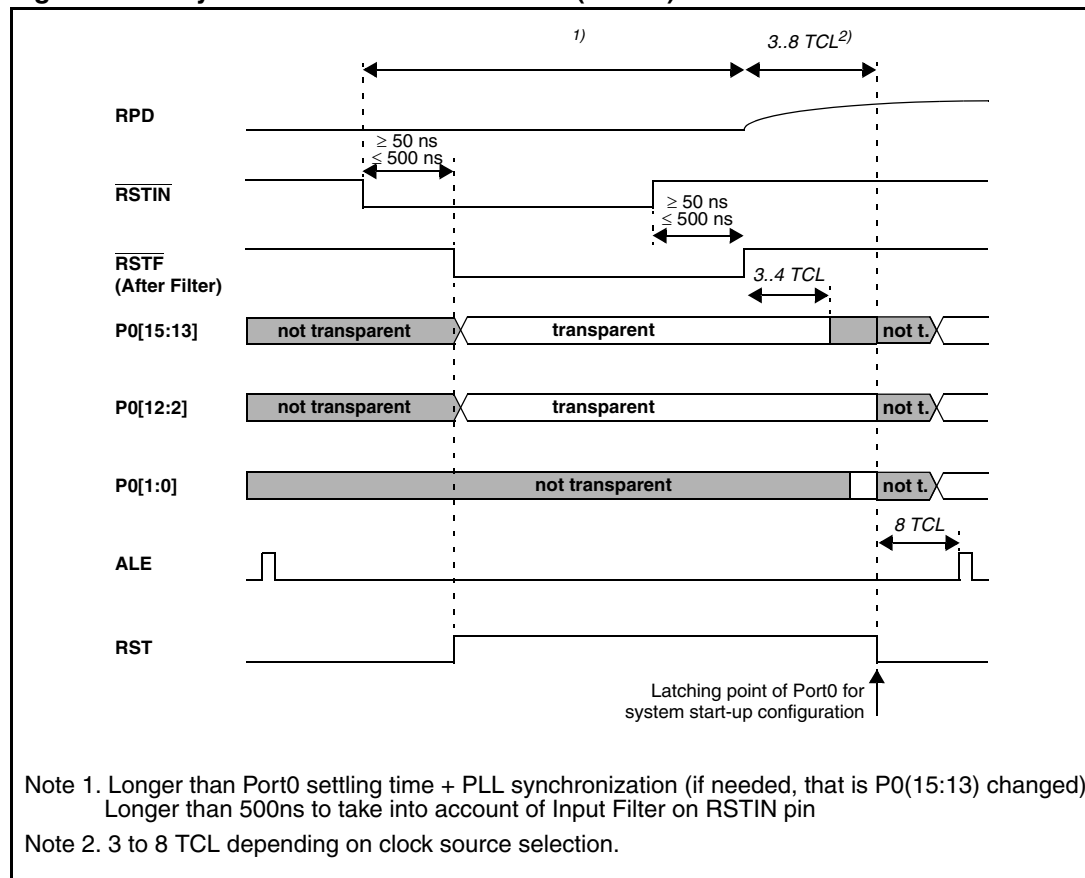 1)
3..8 TCL2)
RPD
≥ 50 ns
≤ 500 ns
RSTIN
≥ 50 ns
≤ 500 ns
RSTF
(After Filter)
3..4 TCL
P0[15:13]
not transparent
transparent
not t.
P0[12:2]
not transparent
transparent
not t.
P0[1:0]
not transparent
not t.
8 TCL
ALE
RST
Latching point of Port0 for
system start-up configuration
Note 1. Longer than Port0 settling time + PLL synchronization (if needed, that is P0(15:13) changed)
Longer than 500ns to take into account of Input Filter on RSTIN pin
Note 2. 3 to 8 TCL depending on clock source selection.